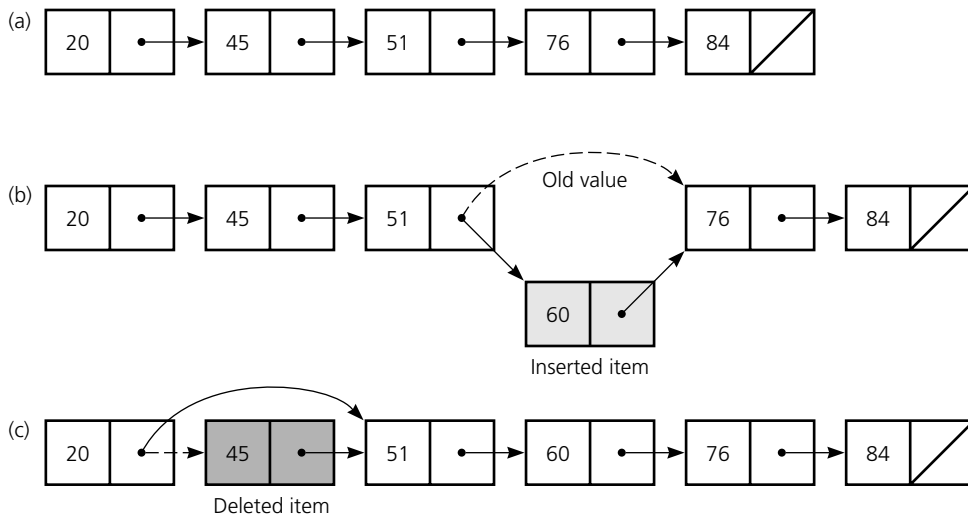 (a) 20 45 51 76 84
(b) 20 45 51 Old value 76 84
60
Inserted item
(c) 20 45 51 60 76 84
Deleted item